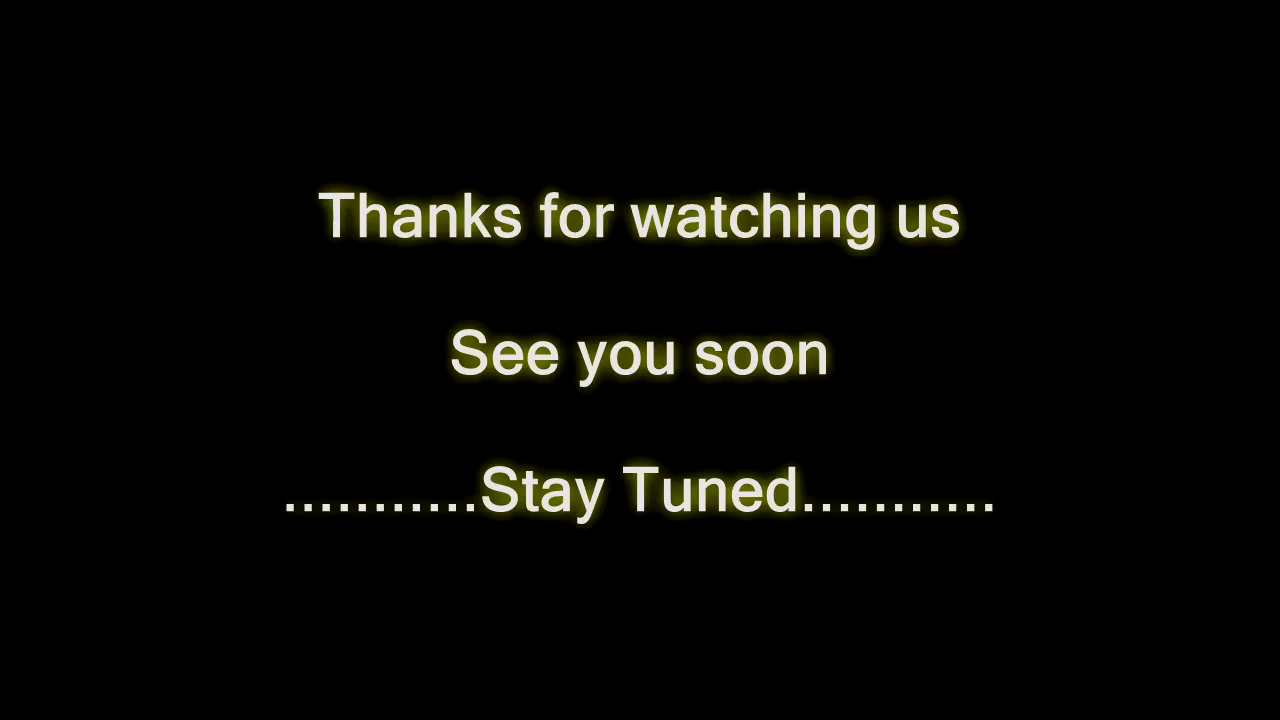 Thanks for watching us
See you soon
...........Stay Tuned...........